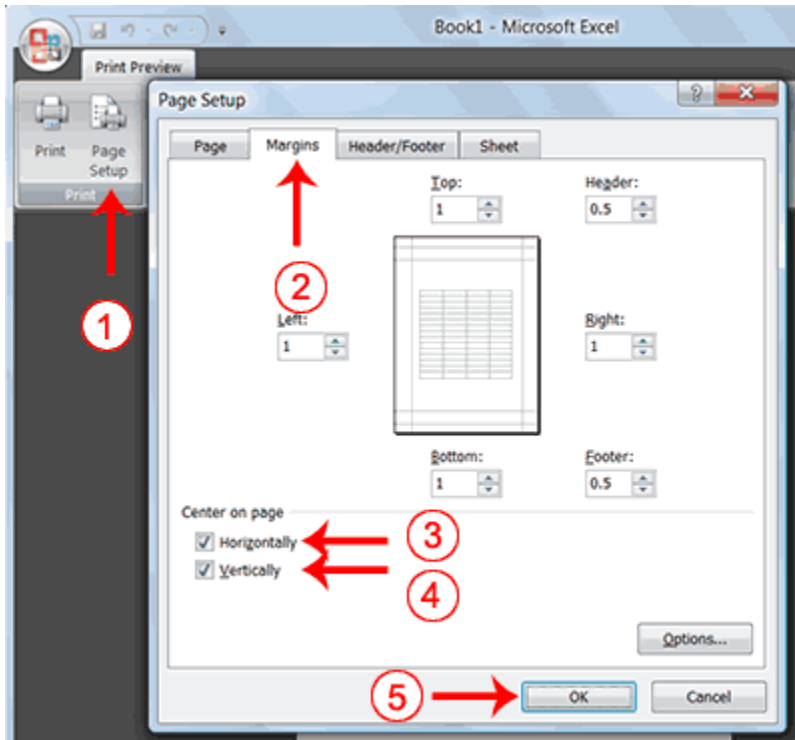 Book1 - Microsoft Excel
Print Preview
Print
Page Setup
Print
Page Setup
Page Margins Header/Footer Sheet
Top: Header:
1 0.5
2
1
Left: Right:
1 1
Bottom: Footer:
1 0.5
Center on page
Horizontally
3
Vertically
4
Options...
5
OK Cancel